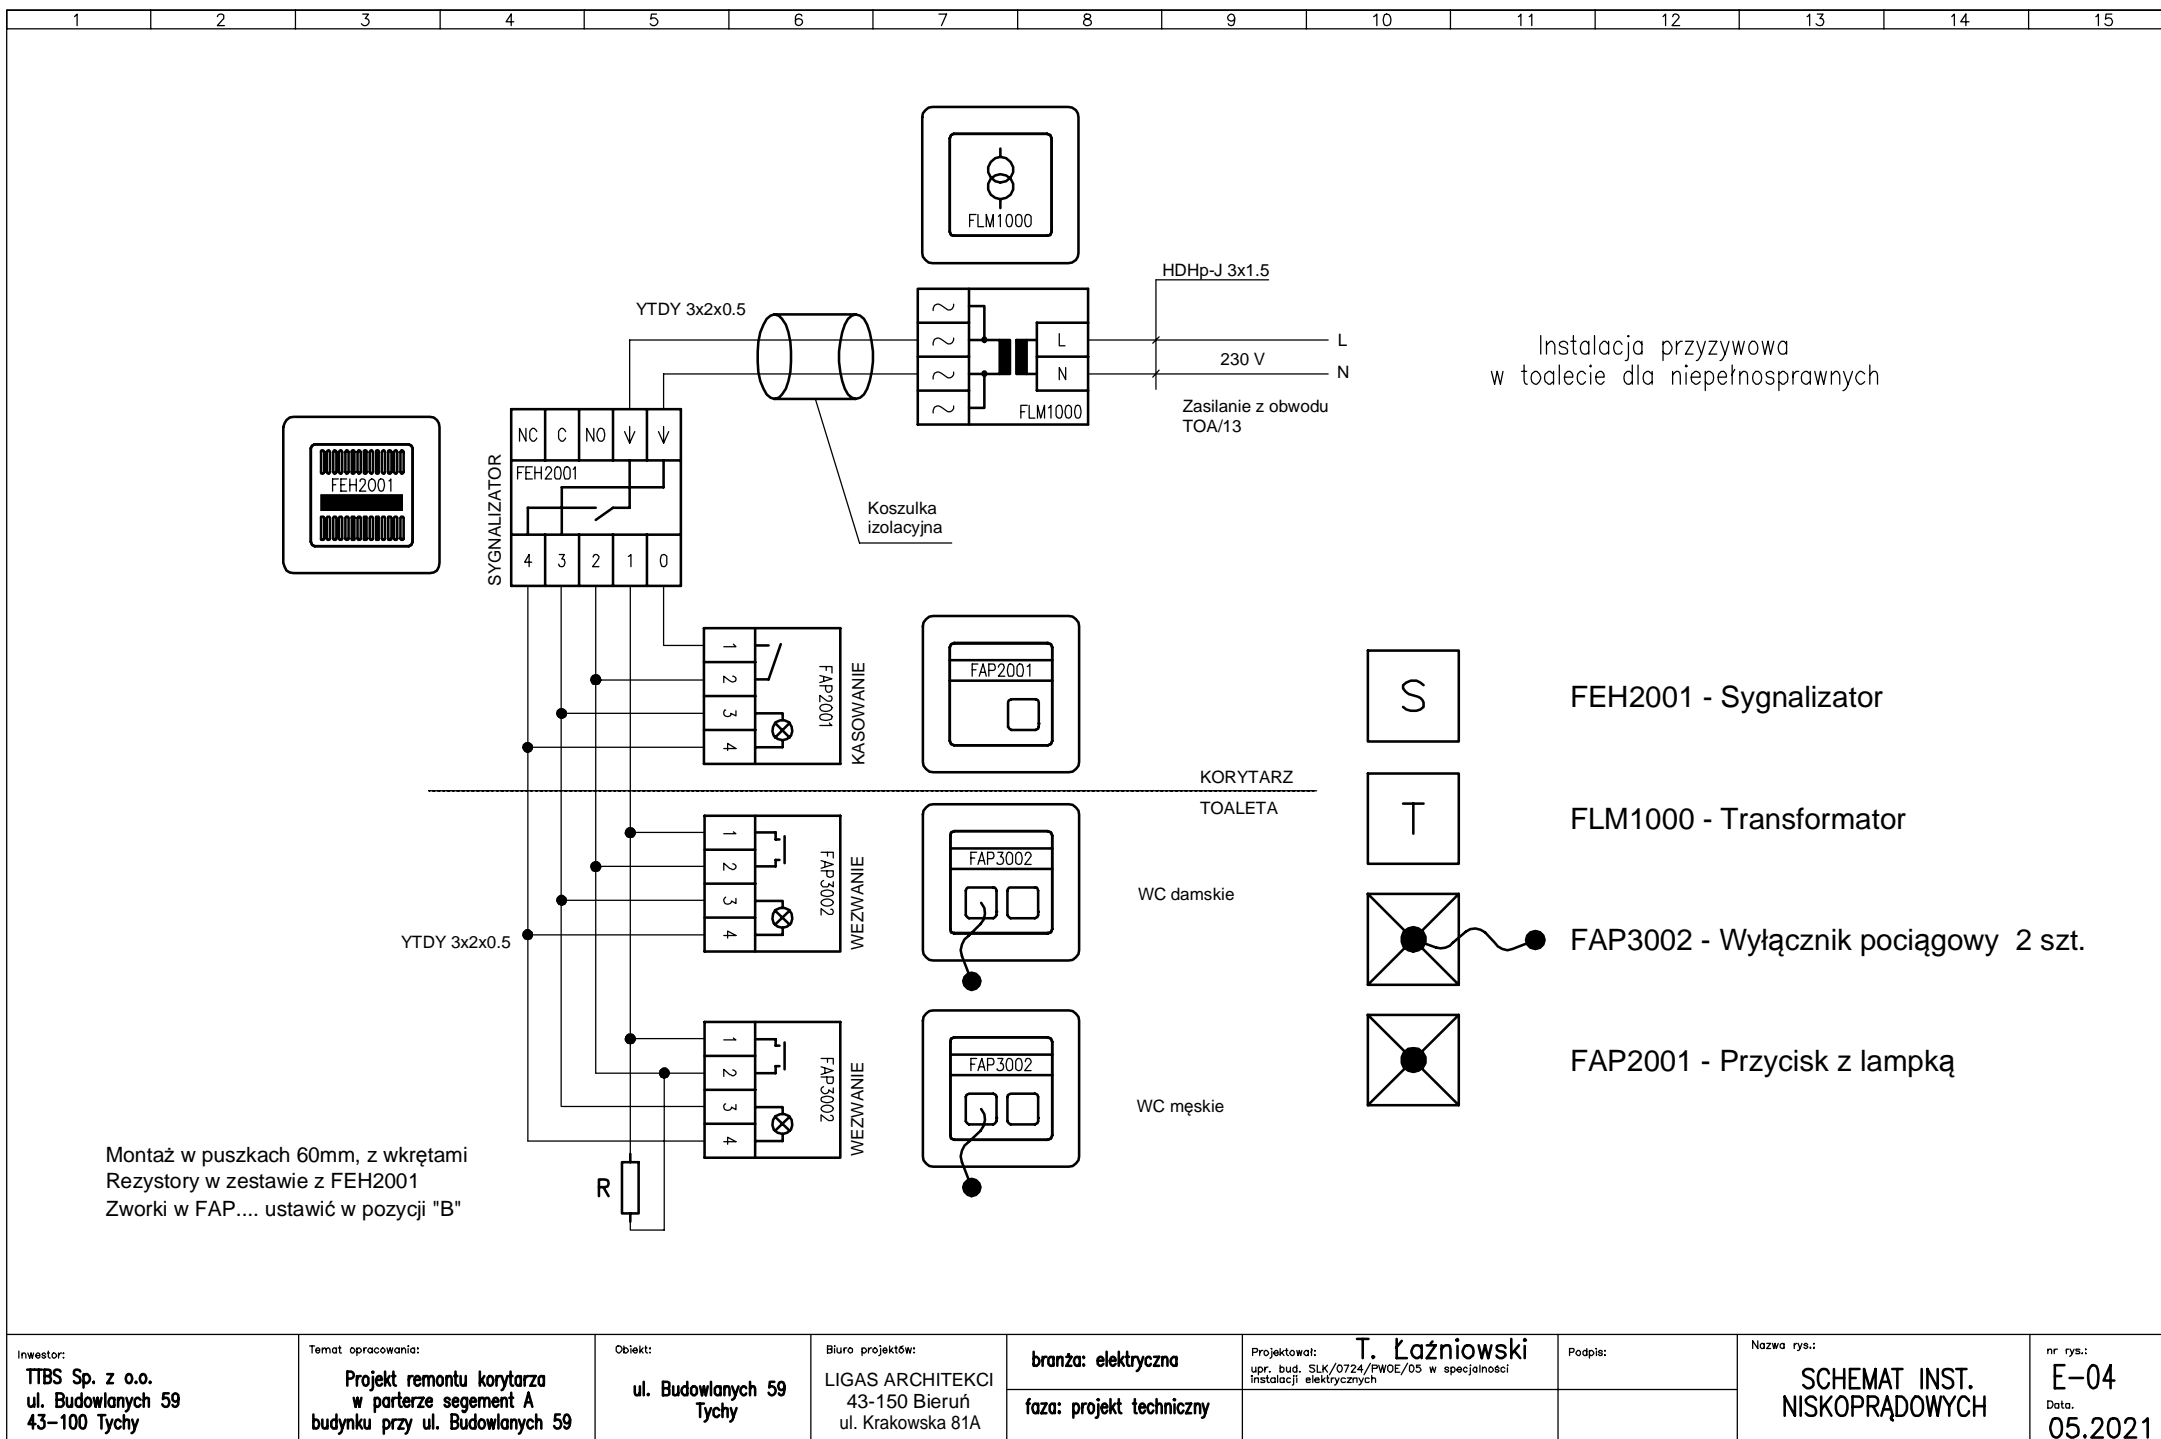 1 2 3 4 5 6 7 8 9 10 11 12 13 14 15
FLM1000
HDHp-J 3x1.5
YTDY 3x2x0.5
~
~ L L
~ N 230 V N
~ FLM1000
Zasilanie z obwodu
TOA/13
Instalacja przyzywowa
w toalecie dla niepełnosprawnych
NC C NO ↓ ↓
FEH2001
SYGNALIZATOR
4 3 2 1 0
FEH2001
Koszulka
izolacyjna
1
2
3
4
FAP2001
KASOWANIE
FAP2001
KORYTARZ
TOALETA
1
2
3
4
FAP3002
WEZWANIE
FAP3002
WC damskie
YTDY 3x2x0.5
1
2
3
4
FAP3002
WEZWANIE
FAP3002
WC męskie
R
S FEH2001 - Sygnalizator
T FLM1000 - Transformator
FAP3002 - Wyłącznik pociągowy 2 szt.
FAP2001 - Przycisk z lampką
Montaż w puszkach 60mm, z wkrętami
Rezystory w zestawie z FEH2001
Zworki w FAP.... ustawić w pozycji "B"
Inwestor:
TTBS Sp. z o.o.
ul. Budowlanych 59
43-100 Tychy
Temat opracowania:
Projekt remontu korytarza
w parterze segement A
budynku przy ul. Budowlanych 59
Obiekt:
ul. Budowlanych 59
Tychy
Biuro projektów:
LIGAS ARCHITEKCI
43-150 Bieruń
ul. Krakowska 81A
branża: elektryczna
faza: projekt techniczny
Projektował: T. Łaźniowski
upr. bud. SLK/0724/PWOE/05 w specjalności
instalacji elektrycznych
Podpis:
Nazwa rys.:
SCHEMAT INST.
NISKOPRĄDOWYCH
nr rys.:
E-04
Data.
05.2021